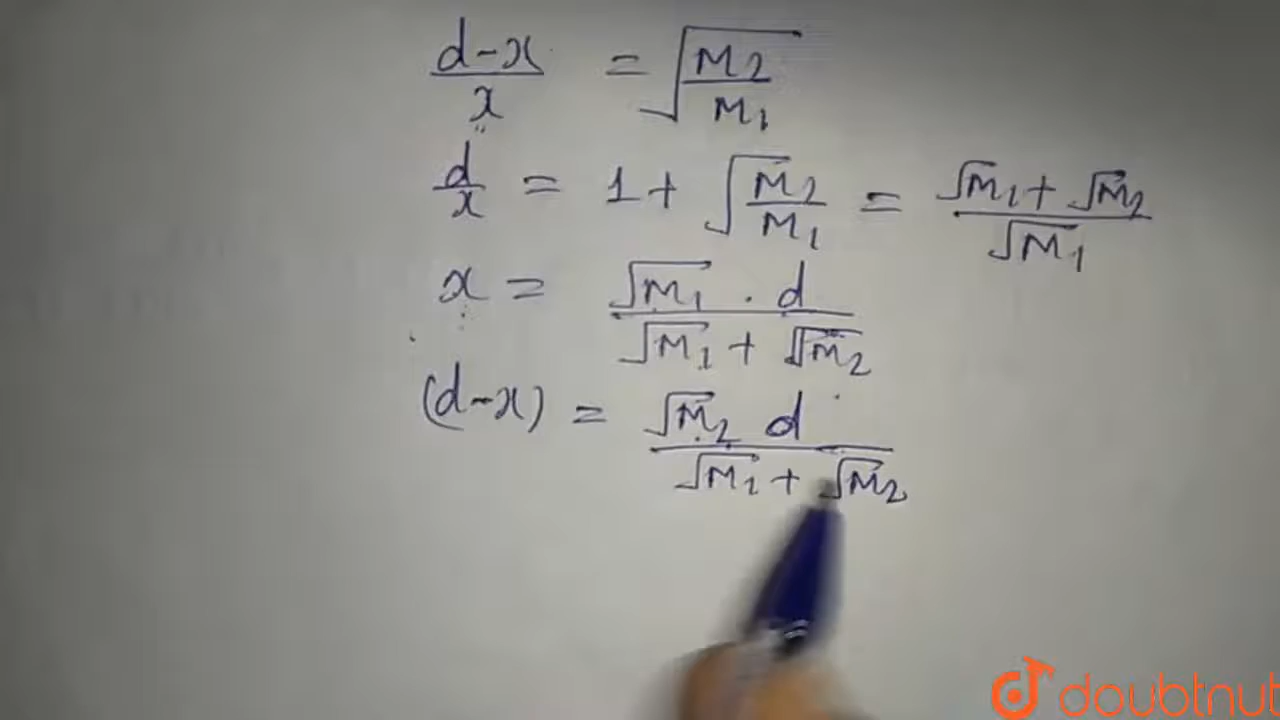 (d-x)/x = √(M2/M1)
d/x = 1 + √(M2/M1) = (√M1 + √M2)/√M1
x = (√M1 . d)/(√M1 + √M2)
(d-x) = (√M2 d)/(√M1 + √M2)
doubtnut